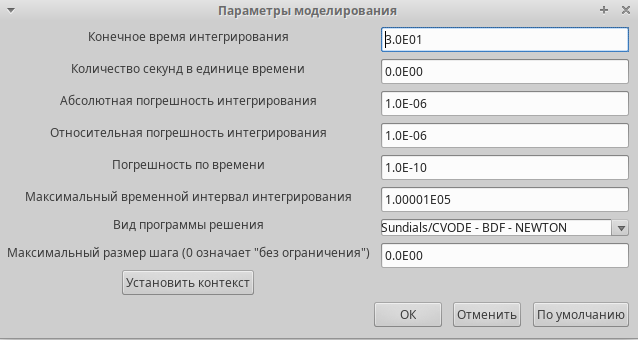 Параметры моделирования
Конечное время интегрирования 3.0E01
Количество секунд в единице времени 0.0E00
Абсолютная погрешность интегрирования 1.0E-06
Относительная погрешность интегрирования 1.0E-06
Погрешность по времени 1.0E-10
Максимальный временной интервал интегрирования 1.00001E05
Вид программы решения Sundials/CVODE - BDF - NEWTON
Максимальный размер шага (0 означает "без ограничения") 0.0E00
Установить контекст
ОК Отменить По умолчанию